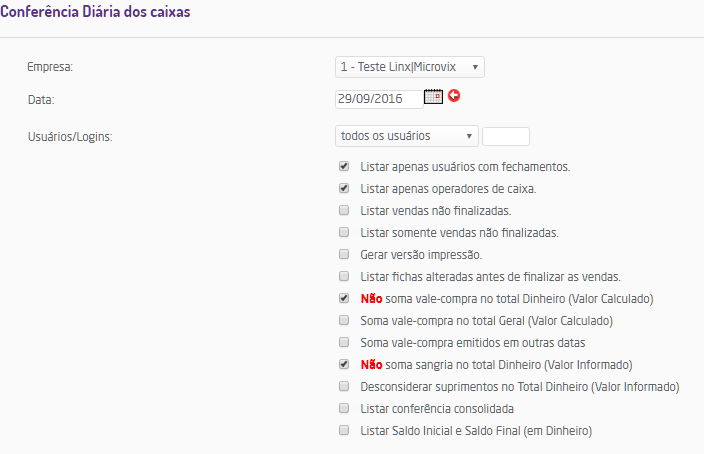 Conferência Diária dos caixas
Empresa: 1 - Teste Linx|Microvix
Data: 29/09/2016
Usuários/Logins: todos os usuários
Listar apenas usuários com fechamentos.
Listar apenas operadores de caixa.
Listar vendas não finalizadas.
Listar somente vendas não finalizadas.
Gerar versão impressão.
Listar fichas alteradas antes de finalizar as vendas.
Não soma vale-compra no total Dinheiro (Valor Calculado)
Soma vale-compra no total Geral (Valor Calculado)
Soma vale-compra emitidos em outras datas
Não soma sangria no total Dinheiro (Valor Informado)
Desconsiderar suprimentos no Total Dinheiro (Valor Informado)
Listar conferência consolidada
Listar Saldo Inicial e Saldo Final (em Dinheiro)